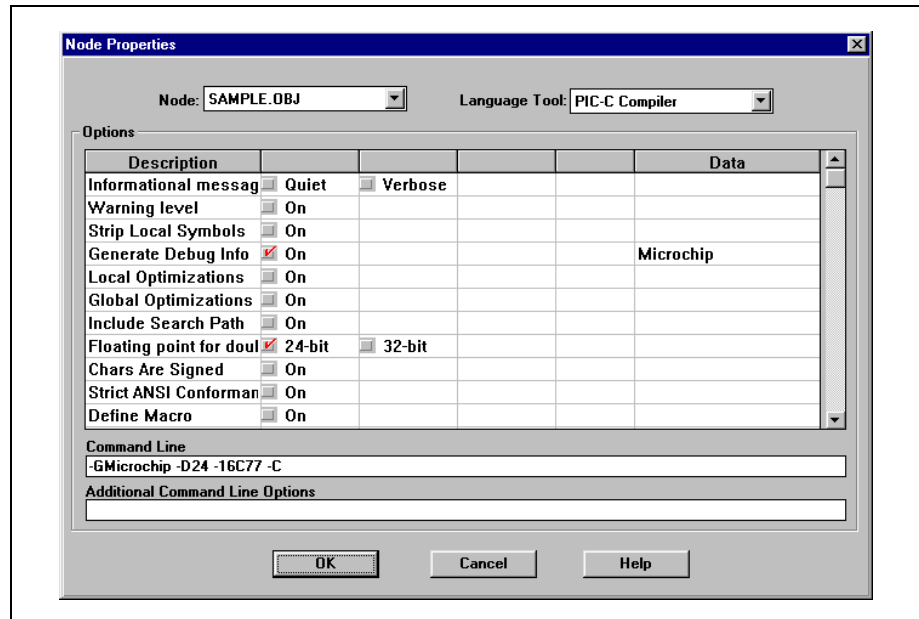 Node Properties
Node: SAMPLE.OBJ Language Tool: PIC-C Compiler
Options
Description Data
Informational messag Quiet Verbose
Warning level On
Strip Local Symbols On
Generate Debug Info On Microchip
Local Optimizations On
Global Optimizations On
Include Search Path On
Floating point for doul 24-bit 32-bit
Chars Are Signed On
Strict ANSI Conforman On
Define Macro On
Command Line
-GMicrochip -D24 -16C77 -C
Additional Command Line Options
OK Cancel Help